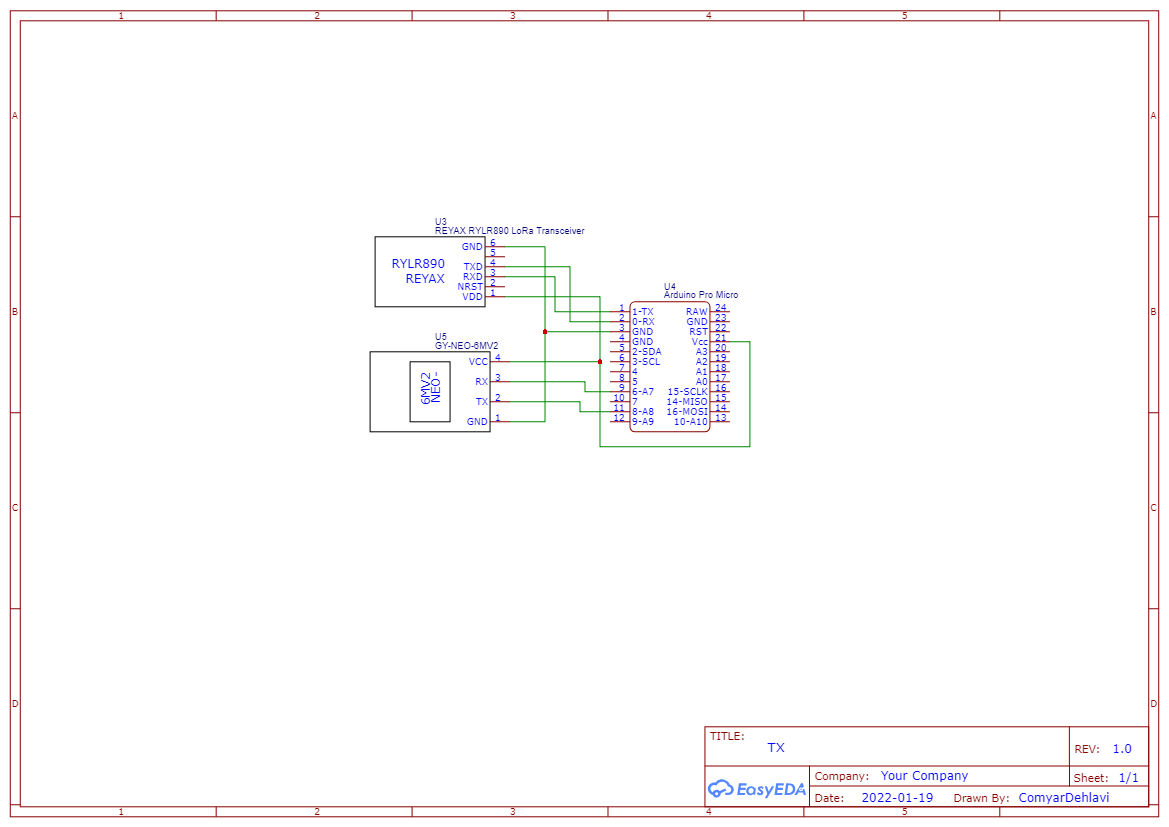 1 2 3 4 5
A A
B B
C C
D D
U3
REYAX RYLR890 LoRa Transceiver
RYLR890
REYAX
GND 6
5
TXD 4
RXD 3
NRST 2
VDD 1
U5
GY-NEO-6MV2
6MV2
NEO-
VCC 4
RX 3
TX 2
GND 1
U4
Arduino Pro Micro
1 1-TX RAW 24
2 0-RX GND 23
3 GND RST 22
4 GND Vcc 21
5 2-SDA A3 20
6 3-SCL A2 19
7 4 A1 18
8 5 A0 17
9 6-A7 15-SCLK 16
10 7 14-MISO 15
11 8-A8 16-MOSI 14
12 9-A9 10-A10 13
TITLE:
TX
REV: 1.0
EasyEDA
Company: Your Company
Sheet: 1/1
Date: 2022-01-19 Drawn By: ComyarDehlavi
1 2 3 4 5